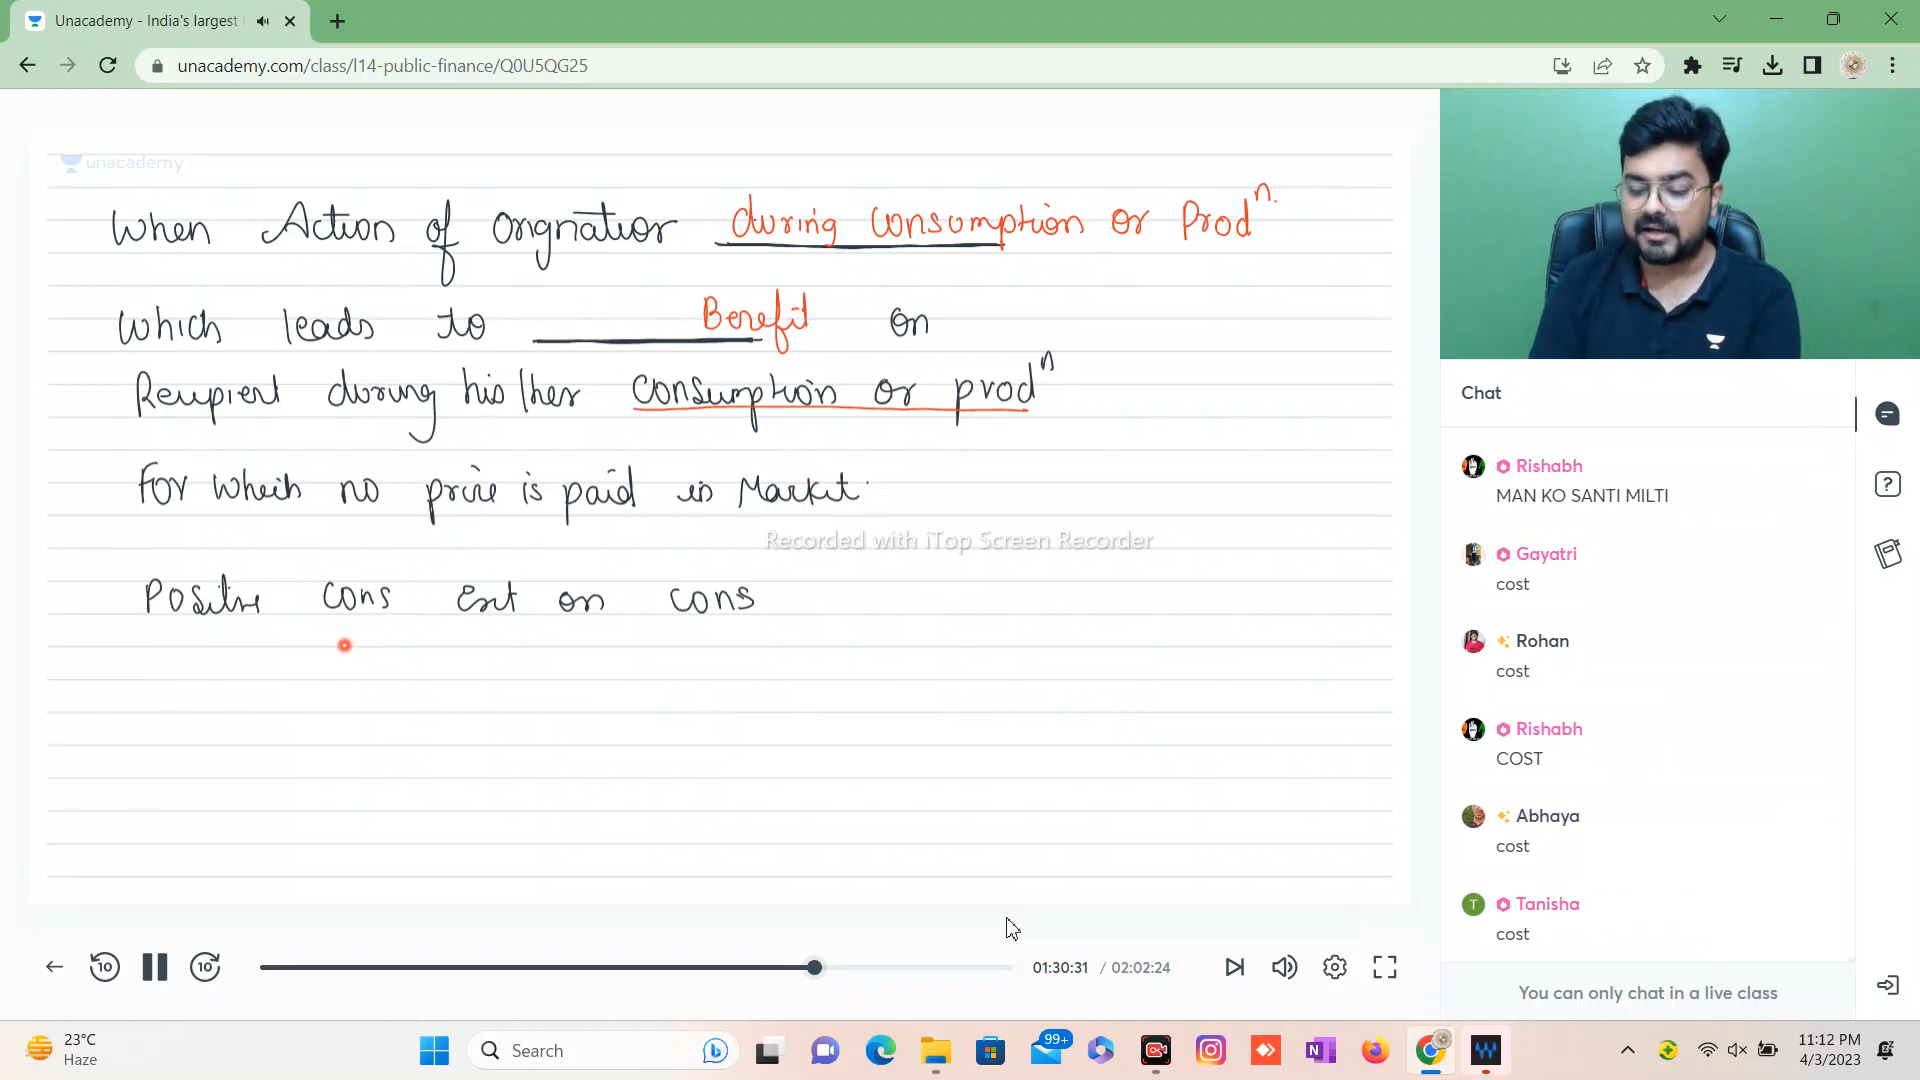 Unacademy - India's largest
unacademy.com/class/l14-public-finance/Q0U5QG25
unacademy
When Action of Orignatior during Consumption or Prodⁿ.
Which leads to Benefit on
Recipient during his/her Consumption or prodⁿ
For which no price is paid in Market.
Recorded with iTop Screen Recorder
Positive Cons Ext on Cons
10
10
01:30:31 / 02:02:24
Chat
Rishabh
MAN KO SANTI MILTI
Gayatri
cost
Rohan
cost
Rishabh
COST
Abhaya
cost
T Tanisha
cost
You can only chat in a live class
23°C
Haze
Search
99+
11:12 PM
4/3/2023